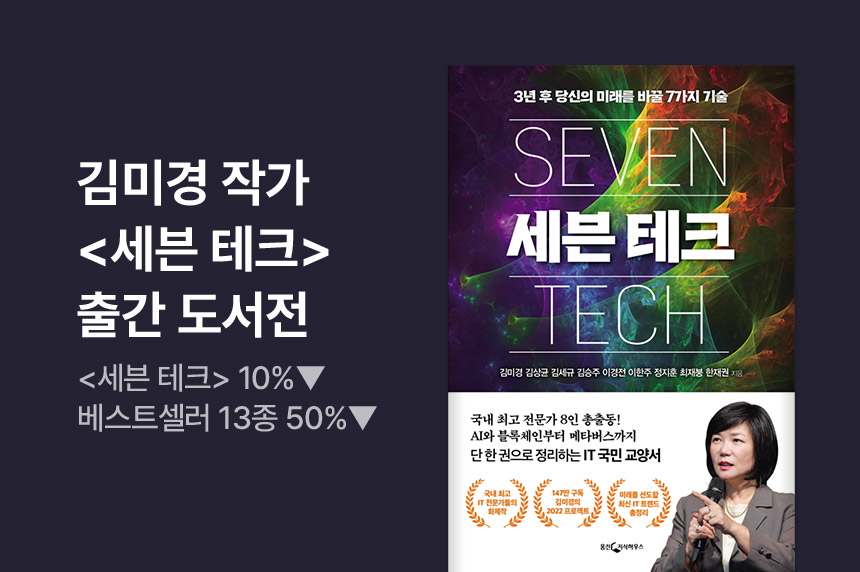 김미경 작가
<세븐 테크>
출간 도서전
<세븐 테크> 10%▼
베스트셀러 13종 50%▼
3년 후 당신의 미래를 바꿀 7가지 기술
SEVEN
세븐 테크
TECH
김미경 김상균 김세규 김승주 이경전 이한주 정지훈 최재붕 한재권 지음
국내 최고 전문가 8인 총출동!
AI와 블록체인부터 메타버스까지
단 한 권으로 정리하는 IT 국민 교양서
국내 최고
IT 전문가들의
화제작
147만 구독
김미경의
2022 프로젝트
미래를 선도할
최신 IT 트렌드
총정리
웅진 지식하우스